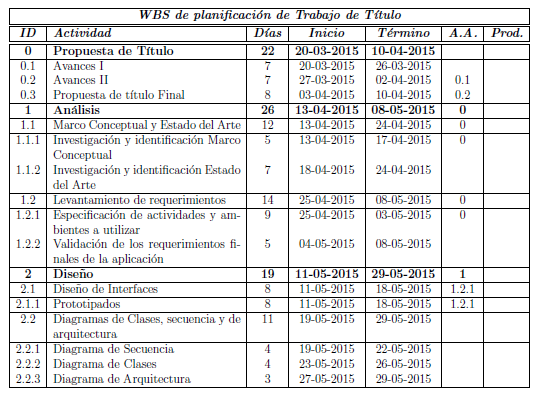 WBS de planificación de Trabajo de Título
ID Actividad Días Inicio Término A.A. Prod.
0 Propuesta de Título 22 20-03-2015 10-04-2015
0.1 Avances I 7 20-03-2015 26-03-2015
0.2 Avances II 7 27-03-2015 02-04-2015 0.1
0.3 Propuesta de título Final 8 03-04-2015 10-04-2015 0.2
1 Análisis 26 13-04-2015 08-05-2015 0
1.1 Marco Conceptual y Estado del Arte 12 13-04-2015 24-04-2015 0
1.1.1 Investigación y identificación Marco 5 13-04-2015 17-04-2015 0
Conceptual
1.1.2 Investigación y identificación Estado 7 18-04-2015 24-04-2015
del Arte
1.2 Levantamiento de requerimientos 14 25-04-2015 08-05-2015 0
1.2.1 Especificación de actividades y am- 9 25-04-2015 03-05-2015 0
bientes a utilizar
1.2.2 Validación de los requerimientos fi- 5 04-05-2015 08-05-2015
nales de la aplicación
2 Diseño 19 11-05-2015 29-05-2015 1
2.1 Diseño de Interfaces 8 11-05-2015 18-05-2015 1.2.1
2.1.1 Prototipados 8 11-05-2015 18-05-2015 1.2.1
2.2 Diagramas de Clases, secuencia y de 11 19-05-2015 29-05-2015
arquitectura
2.2.1 Diagrama de Secuencia 4 19-05-2015 22-05-2015
2.2.2 Diagrama de Clases 4 23-05-2015 26-05-2015
2.2.3 Diagrama de Arquitectura 3 27-05-2015 29-05-2015